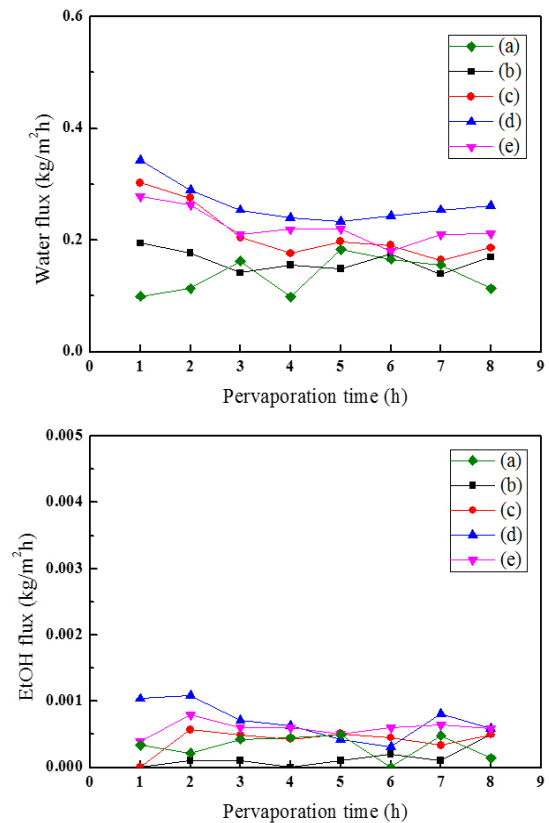 0.6
0.4
0.2
0.0
Water flux (kg/m²h)
(a)
(b)
(c)
(d)
(e)
0 1 2 3 4 5 6 7 8 9
Pervaporation time (h)
0.005
0.004
0.003
0.002
0.001
0.000
EtOH flux (kg/m²h)
(a)
(b)
(c)
(d)
(e)
0 1 2 3 4 5 6 7 8 9
Pervaporation time (h)